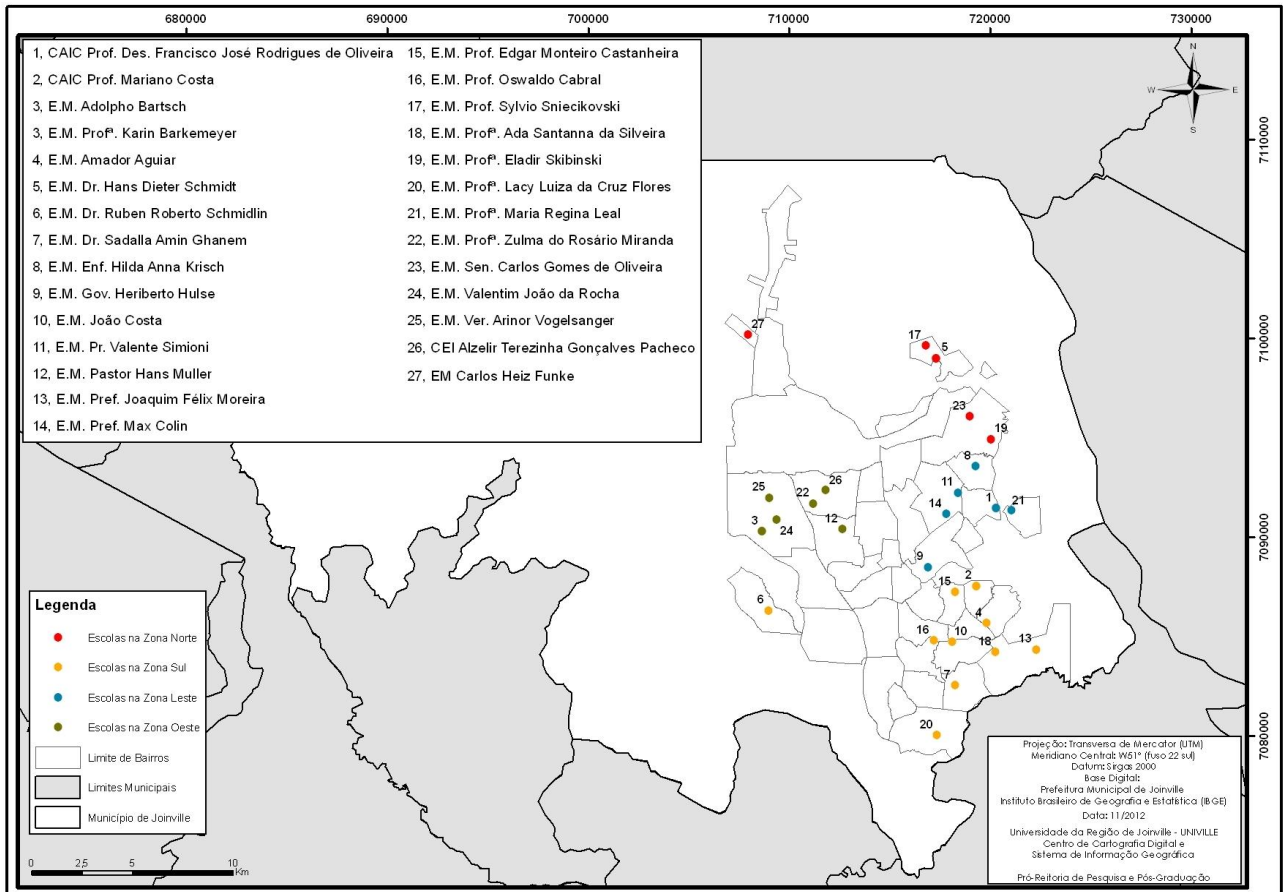 680000 690000 700000 710000 720000 730000
1, CAIC Prof. Des. Francisco José Rodrigues de Oliveira
2, CAIC Prof. Mariano Costa
3, E.M. Adolpho Bartsch
3, E.M. Profª. Karin Barkemeyer
4, E.M. Amador Aguiar
5, E.M. Dr. Hans Dieter Schmidt
6, E.M. Dr. Ruben Roberto Schmidlin
7, E.M. Dr. Sadalla Amin Ghanem
8, E.M. Enf. Hilda Anna Krisch
9, E.M. Gov. Heriberto Hulse
10, E.M. João Costa
11, E.M. Pr. Valente Simioni
12, E.M. Pastor Hans Muller
13, E.M. Pref. Joaquim Félix Moreira
14, E.M. Pref. Max Colin
15, E.M. Prof. Edgar Monteiro Castanheira
16, E.M. Prof. Oswaldo Cabral
17, E.M. Prof. Sylvio Sniecikovski
18, E.M. Profª. Ada Santanna da Silveira
19, E.M. Profª. Eladir Skibinski
20, E.M. Profª. Lacy Luiza da Cruz Flores
21, E.M. Profª. Maria Regina Leal
22, E.M. Profª. Zulma do Rosário Miranda
23, E.M. Sen. Carlos Gomes de Oliveira
24, E.M. Valentim João da Rocha
25, E.M. Ver. Arinor Vogelsanger
26, CEI Alzelir Terezinha Gonçalves Pacheco
27, EM Carlos Heiz Funke
N
W E
S
7110000
7100000
7090000
7080000
27
17
5
23
19
8
11
1
21
14
25
26
22
3
24
12
9
2
15
6
4
16
10
18
13
7
20
Legenda
Escolas na Zona Norte
Escolas na Zona Sul
Escolas na Zona Leste
Escolas na Zona Oeste
Limite de Bairros
Limites Municipais
Município de Joinville
0 2,5 5 10
Km
Projeção: Transversa de Mercator (UTM)
Meridiano Central: W51° (fuso 22 sul)
Datum: Sirgas 2000
Base Digital:
Prefeitura Municipal de Joinville
Instituto Brasileiro de Geografia e Estatística (IBGE)
Data: 11/2012
Universidade da Região de Joinville - UNIVILLE
Centro de Cartografia Digital e
Sistema de Informação Geográfica
Pró-Reitoria de Pesquisa e Pós-Graduação